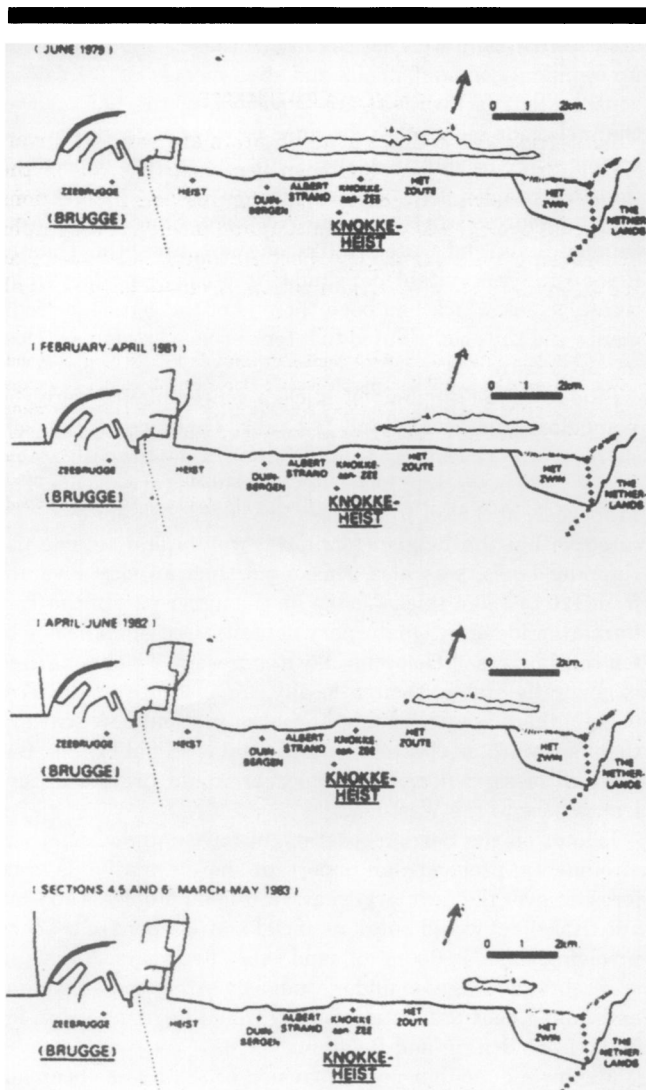 ( JUNE 1979 )
0 1 2km.
ZEEBRUGGE
HEIST
DUIN-
BERGEN
ALBERT
STRAND
KNOKKE-
aan ZEE
HET
ZOUTE
HET
ZWIN
THE
NETHER
LANDS
(BRUGGE)
KNOKKE-
HEIST
( FEBRUARY-APRIL 1981 )
0 1 2km.
ZEEBRUGGE
HEIST
DUIN-
BERGEN
ALBERT
STRAND
KNOKKE-
aan ZEE
HET
ZOUTE
HET
ZWIN
THE
NETHER-
LANDS
(BRUGGE)
KNOKKE-
HEIST
( APRIL-JUNE 1982 )
0 1 2km.
ZEEBRUGGE
HEIST
DUIN-
BERGEN
ALBERT
STRAND
KNOKKE-
aan ZEE
HET
ZOUTE
HET
ZWIN
THE
NETHER-
LANDS
(BRUGGE)
KNOKKE-
HEIST
( SECTIONS 4,5 AND 6: MARCH MAY 1983 )
0 1 2km.
ZEEBRUGGE
HEIST
DUIN-
BERGEN
ALBERT
STRAND
KNOKKE-
aan ZEE
HET
ZOUTE
HET
ZWIN
THE
NETHER-
LANDS
(BRUGGE)
KNOKKE-
HEIST